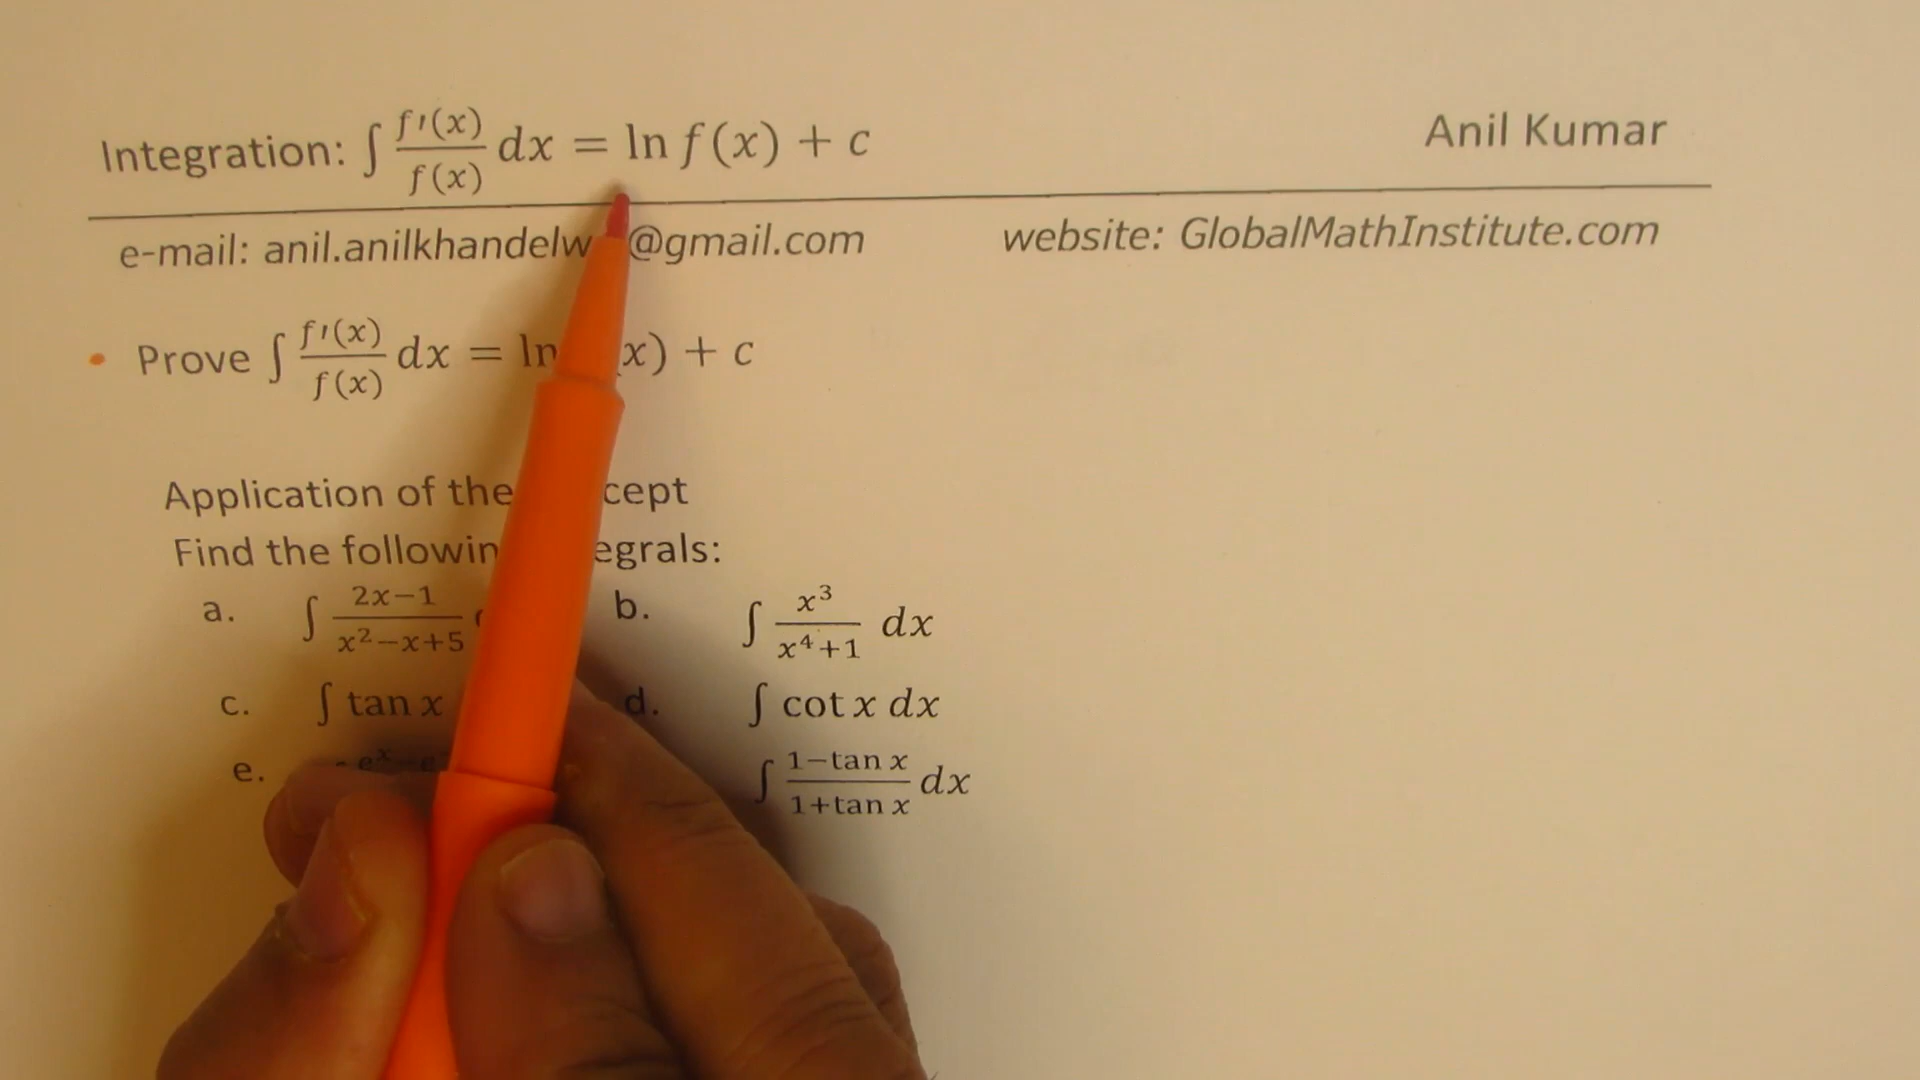 Integration: ∫ f′(x)/f(x) dx = ln f(x) + c
Anil Kumar
e-mail: anil.anilkhandelw @gmail.com
website: GlobalMathInstitute.com
• Prove ∫ f′(x)/f(x) dx = ln x) + c
Application of the cept
Find the followin egrals:
a. ∫ (2x−1)/(x²−x+5)
b. ∫ x³/(x⁴+1) dx
c. ∫ tan x
d. ∫ cot x dx
e.
∫ (1−tan x)/(1+tan x) dx